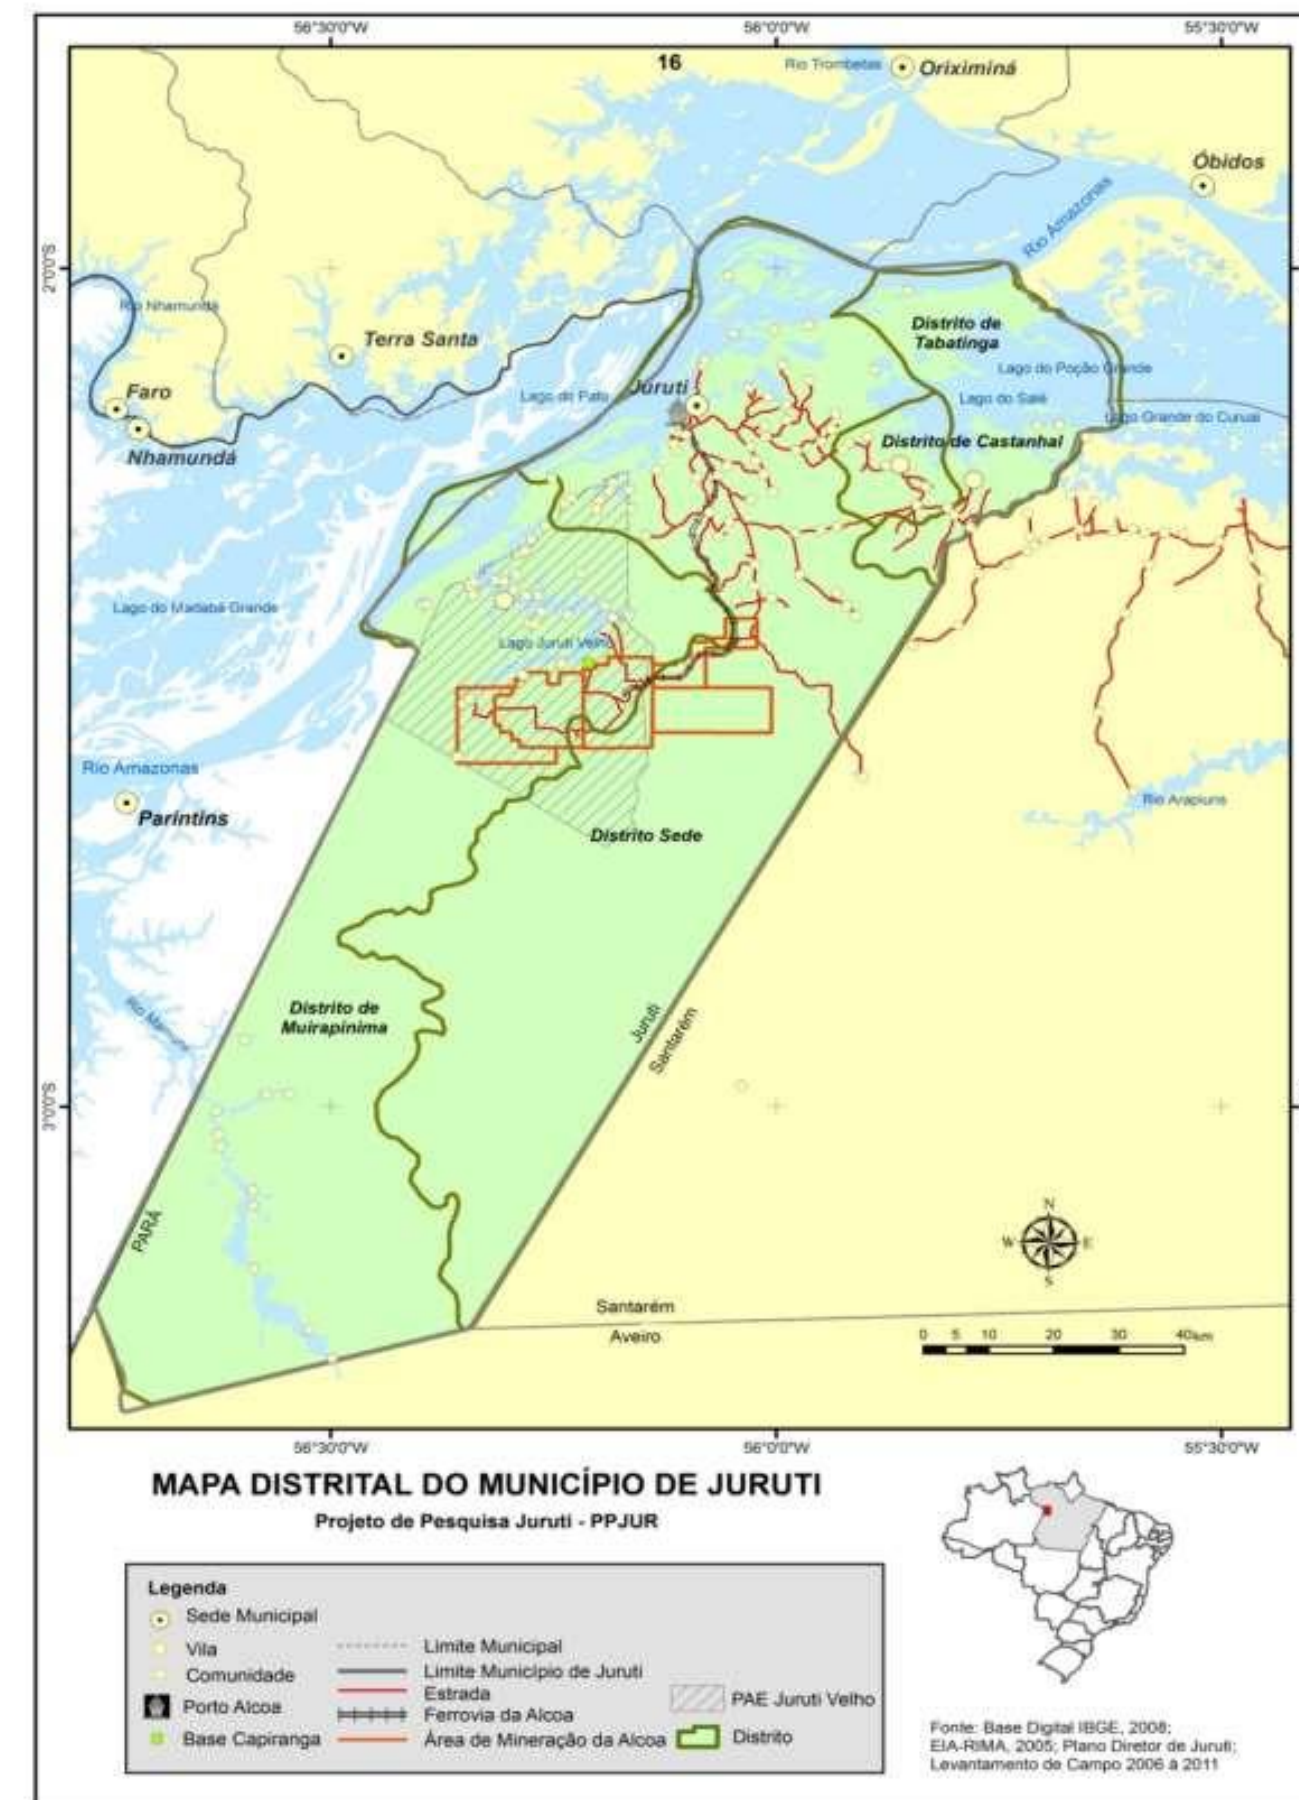 56°30'0"W
56°0'0"W
55°30'0"W
16
Rio Trombetas
Oriximiná
Óbidos
Rio Amazonas
2°0'0"S
Rio Nhamundá
Terra Santa
Distrito de
Tabatinga
Lago do Poção Grande
Faro
Lago do Patu
Juruti
Lago do Salé
Lago Grande do Curuai
Nhamundá
Distrito de Castanhal
Lago do Madabá Grande
Lago Juruti Velho
Rio Amazonas
Parintins
Rio Arapiuns
Distrito Sede
Distrito de
Muirapinima
Rio Mamuru
Juruti
Santarém
3°0'0"S
PARÁ
N
W
E
S
Santarém
Aveiro
0 5 10 20 30 40km
56°30'0"W
56°0'0"W
55°30'0"W
MAPA DISTRITAL DO MUNICÍPIO DE JURUTI
Projeto de Pesquisa Juruti - PPJUR
Legenda
Sede Municipal
Vila
Comunidade
Porto Alcoa
Base Capiranga
Limite Municipal
Limite Município de Juruti
Estrada
Ferrovia da Alcoa
Área de Mineração da Alcoa
PAE Juruti Velho
Distrito
Fonte: Base Digital IBGE, 2008;
EIA-RIMA, 2005; Plano Diretor de Juruti;
Levantamento de Campo 2006 à 2011